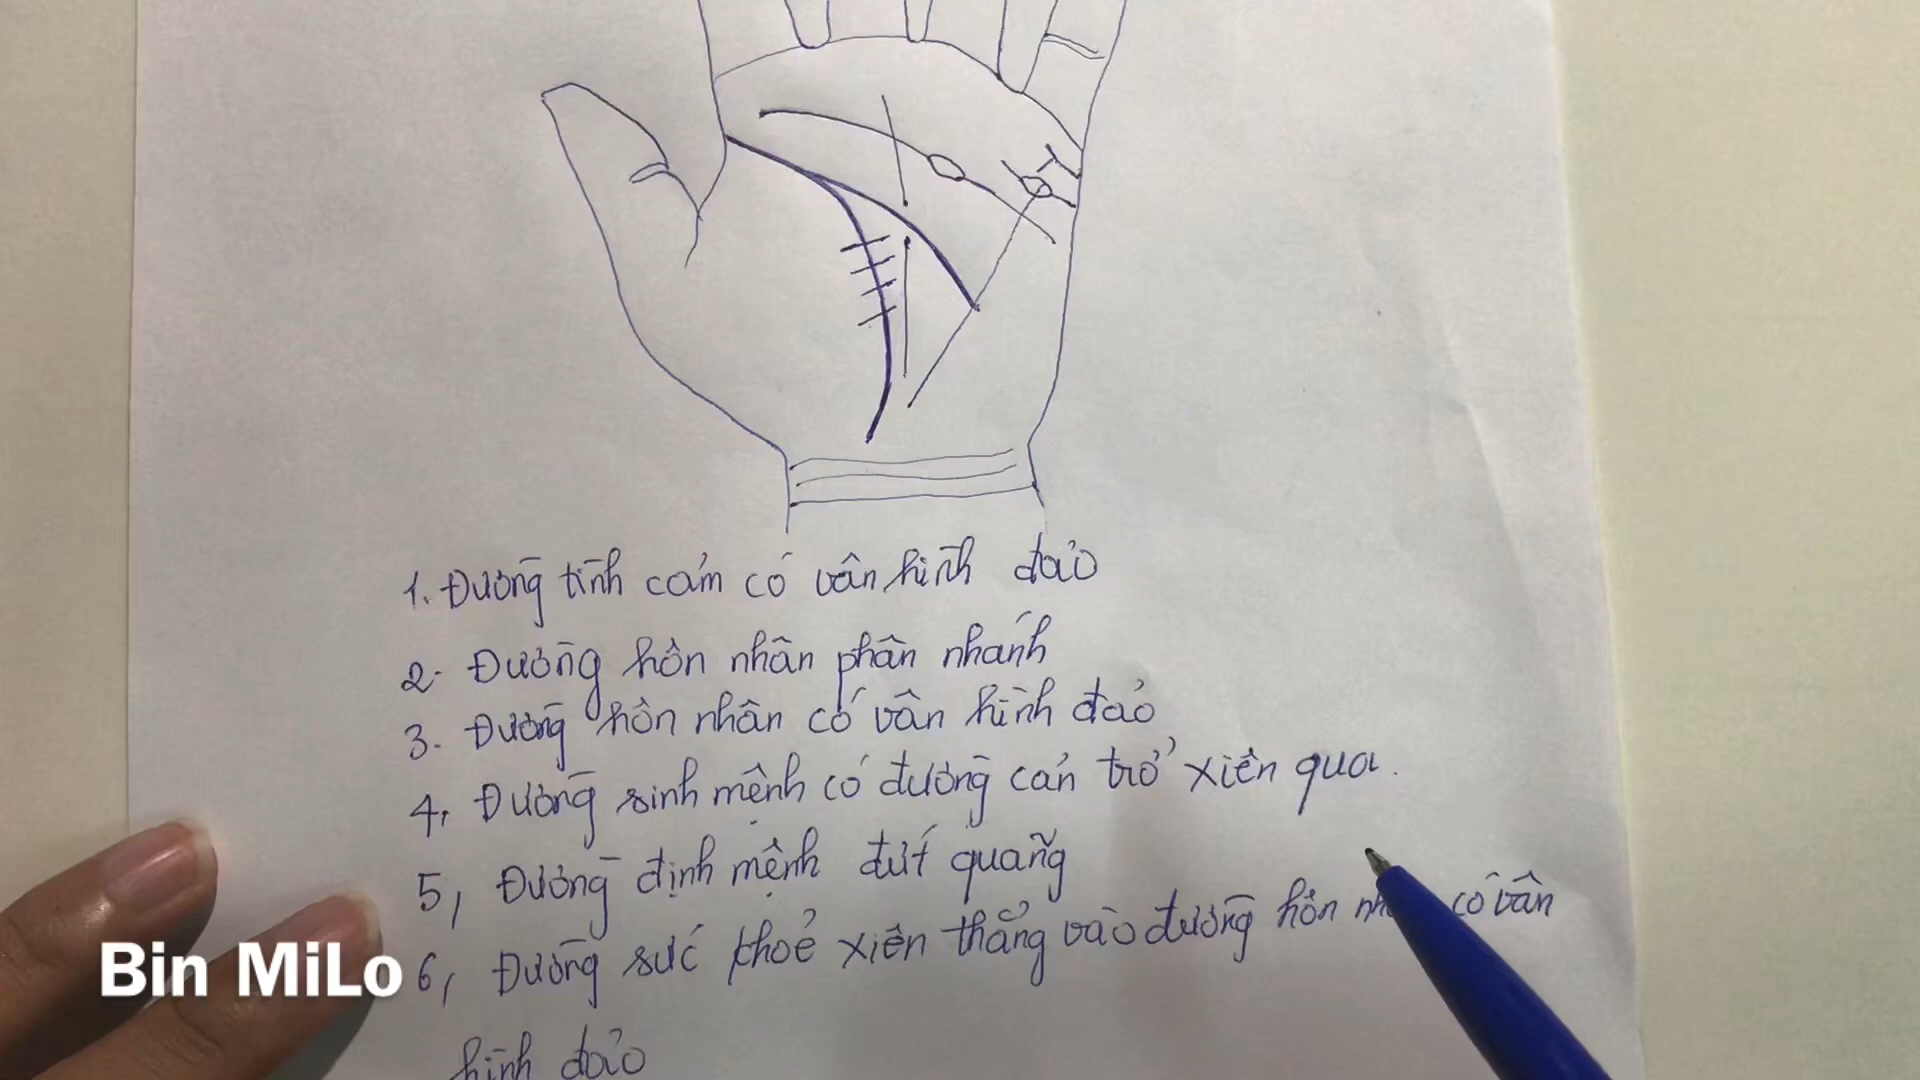 1. Đường tình cảm có vân hình đảo
2. Đường hôn nhân phân nhánh
3. Đường hôn nhân có vân hình đảo
4, Đường sinh mệnh có đường cản trở xiên qua.
5, Đường định mệnh đứt quãng
6, Đường sức khoẻ xiên thẳng vào đường hôn có vân
hình đảo
Bin MiLo